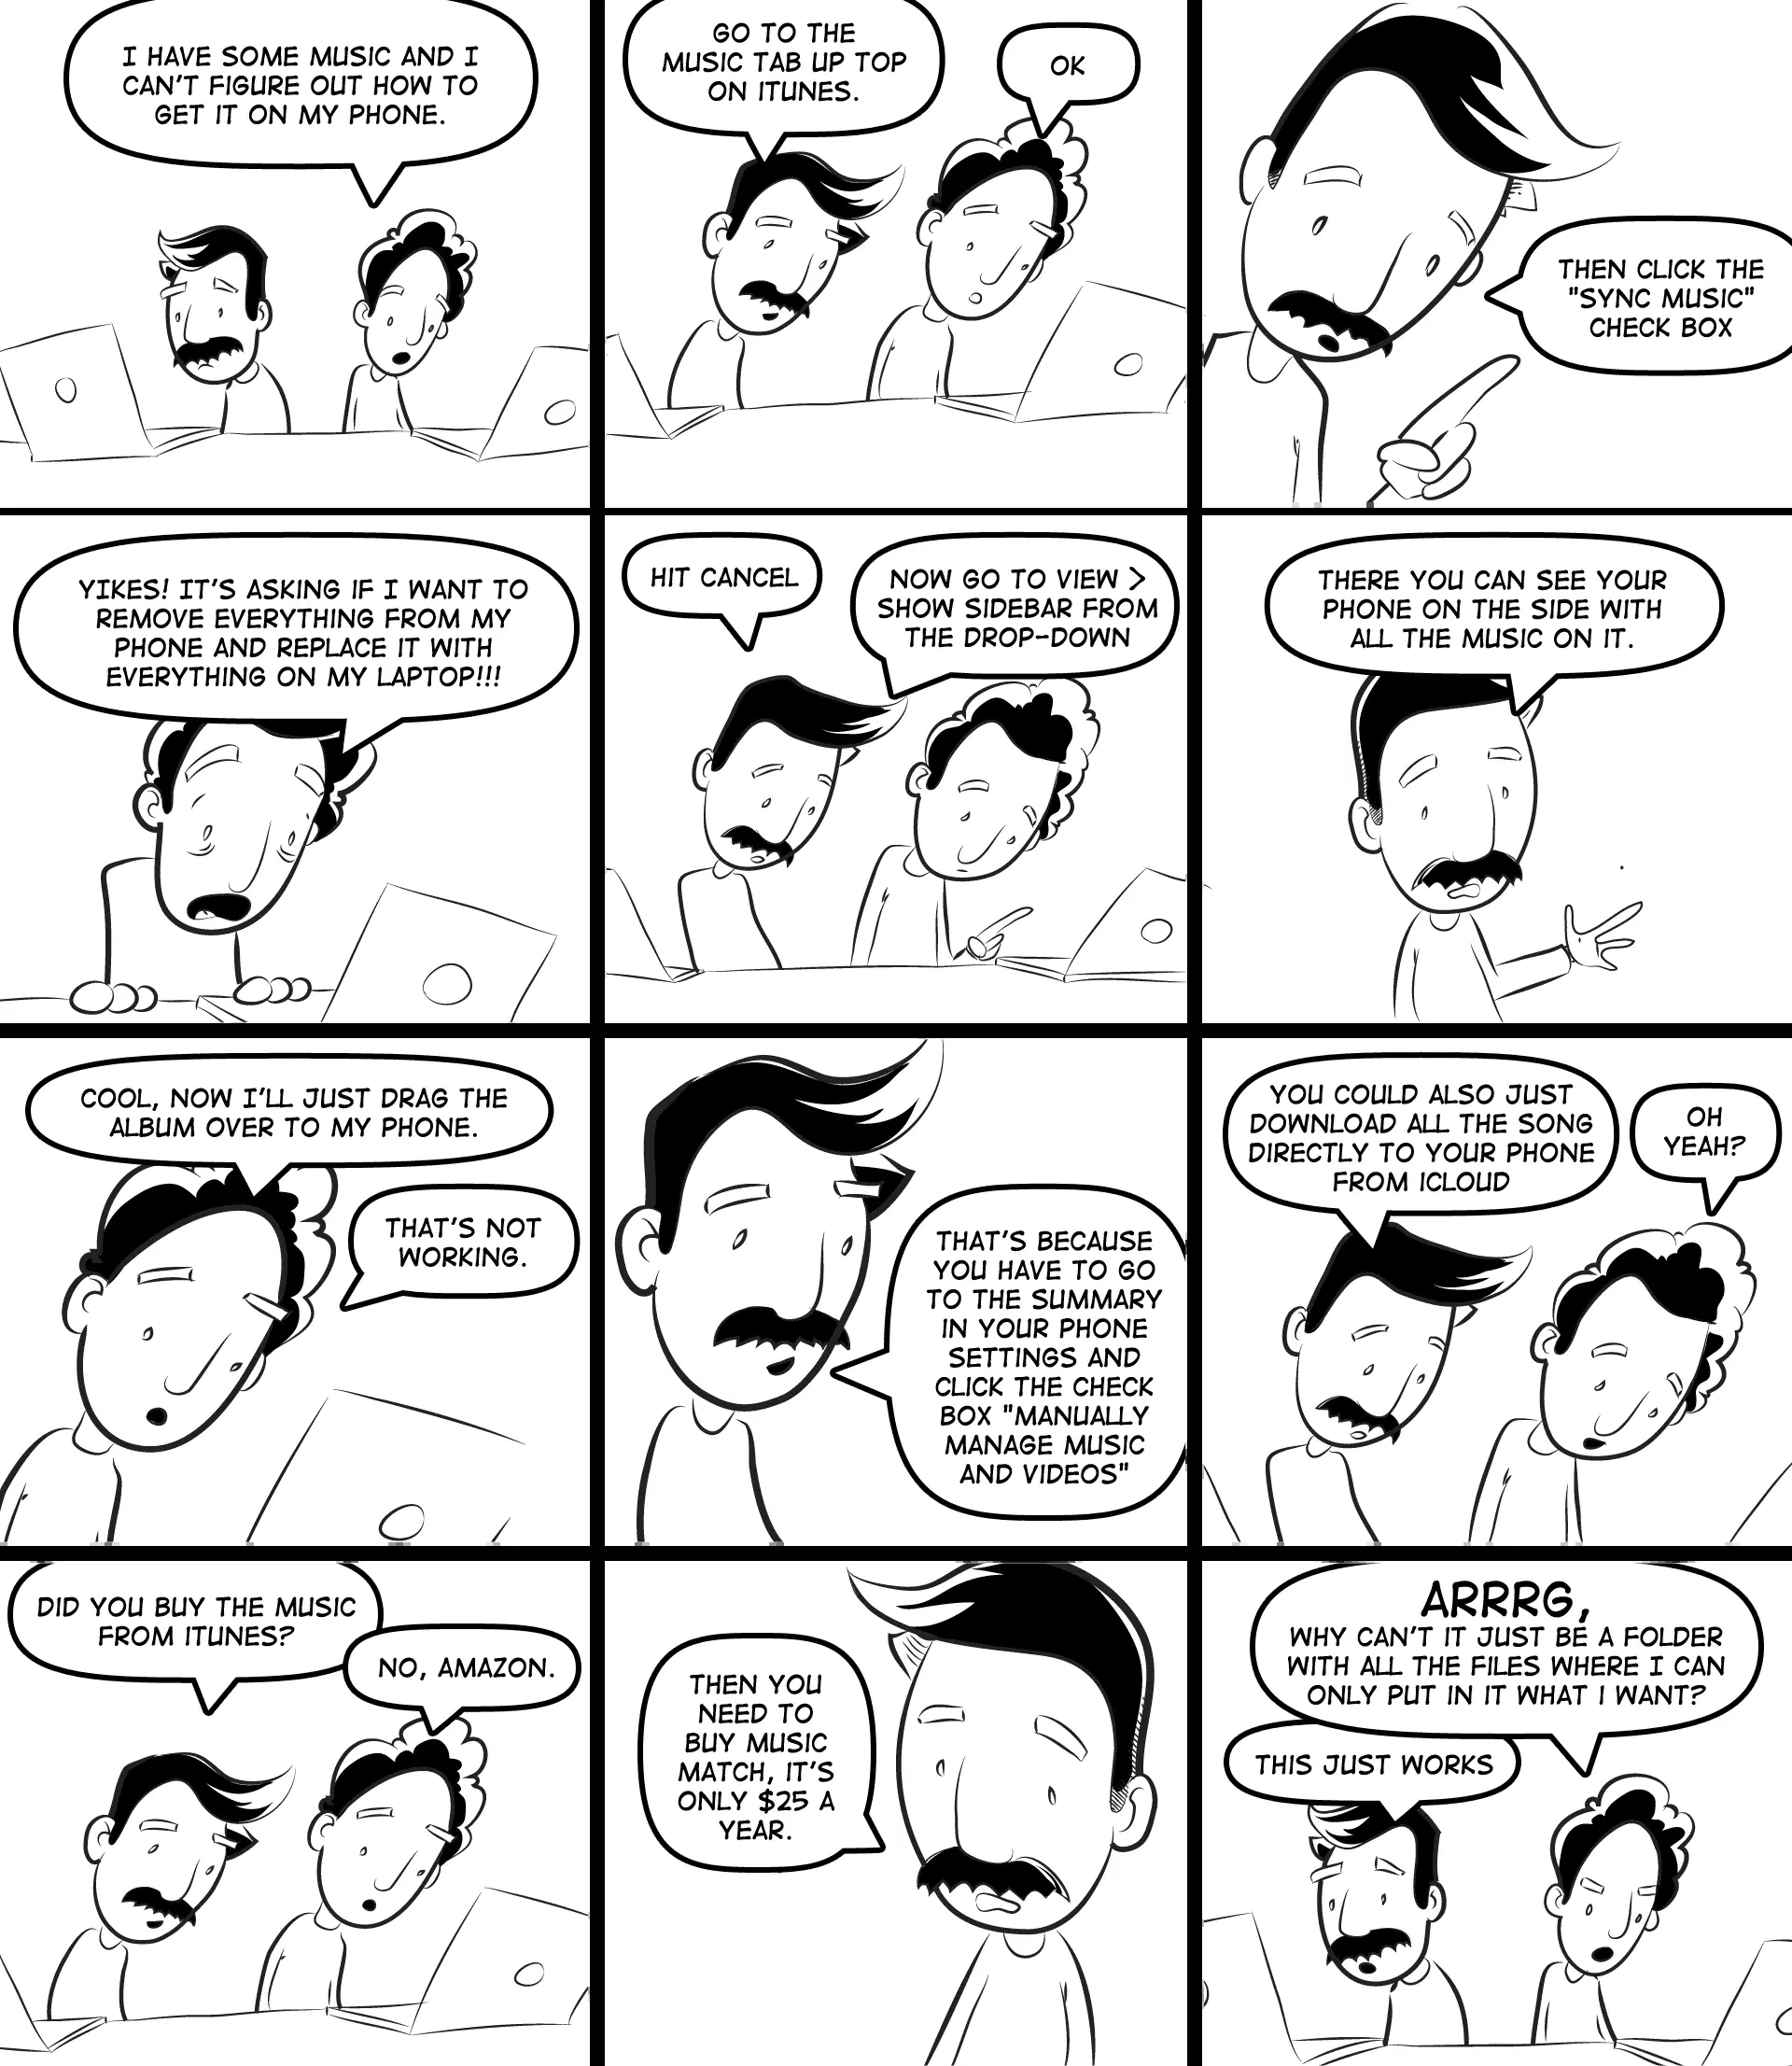 I HAVE SOME MUSIC AND I
CAN'T FIGURE OUT HOW TO
GET IT ON MY PHONE.
GO TO THE
MUSIC TAB UP TOP
ON ITUNES.
OK
THEN CLICK THE
"SYNC MUSIC"
CHECK BOX
YIKES! IT'S ASKING IF I WANT TO
REMOVE EVERYTHING FROM MY
PHONE AND REPLACE IT WITH
EVERYTHING ON MY LAPTOP!!!
HIT CANCEL
NOW GO TO VIEW >
SHOW SIDEBAR FROM
THE DROP-DOWN
THERE YOU CAN SEE YOUR
PHONE ON THE SIDE WITH
ALL THE MUSIC ON IT.
COOL, NOW I'LL JUST DRAG THE
ALBUM OVER TO MY PHONE.
THAT'S NOT
WORKING.
THAT'S BECAUSE
YOU HAVE TO GO
TO THE SUMMARY
IN YOUR PHONE
SETTINGS AND
CLICK THE CHECK
BOX "MANUALLY
MANAGE MUSIC
AND VIDEOS"
YOU COULD ALSO JUST
DOWNLOAD ALL THE SONG
DIRECTLY TO YOUR PHONE
FROM ICLOUD
OH
YEAH?
DID YOU BUY THE MUSIC
FROM ITUNES?
NO, AMAZON.
THEN YOU
NEED TO
BUY MUSIC
MATCH, IT'S
ONLY $25 A
YEAR.
ARRRG,
WHY CAN'T IT JUST BE A FOLDER
WITH ALL THE FILES WHERE I CAN
ONLY PUT IN IT WHAT I WANT?
THIS JUST WORKS